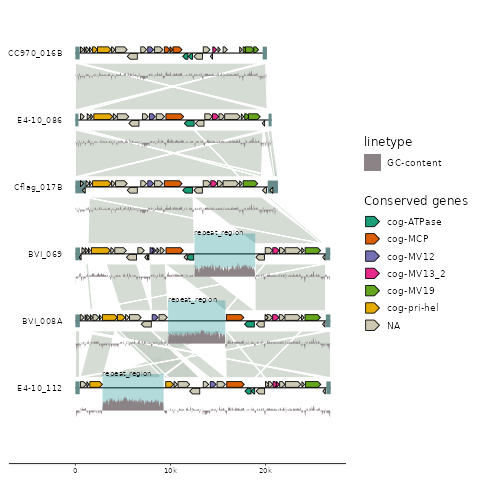 CC970_016B
E4-10_086
Cflag_017B
BVI_069
BVI_008A
E4-10_112
repeat_region
repeat_region
repeat_region
0
10k
20k
linetype
GC-content
Conserved genes
cog-ATPase
cog-MCP
cog-MV12
cog-MV13_2
cog-MV19
cog-pri-hel
NA